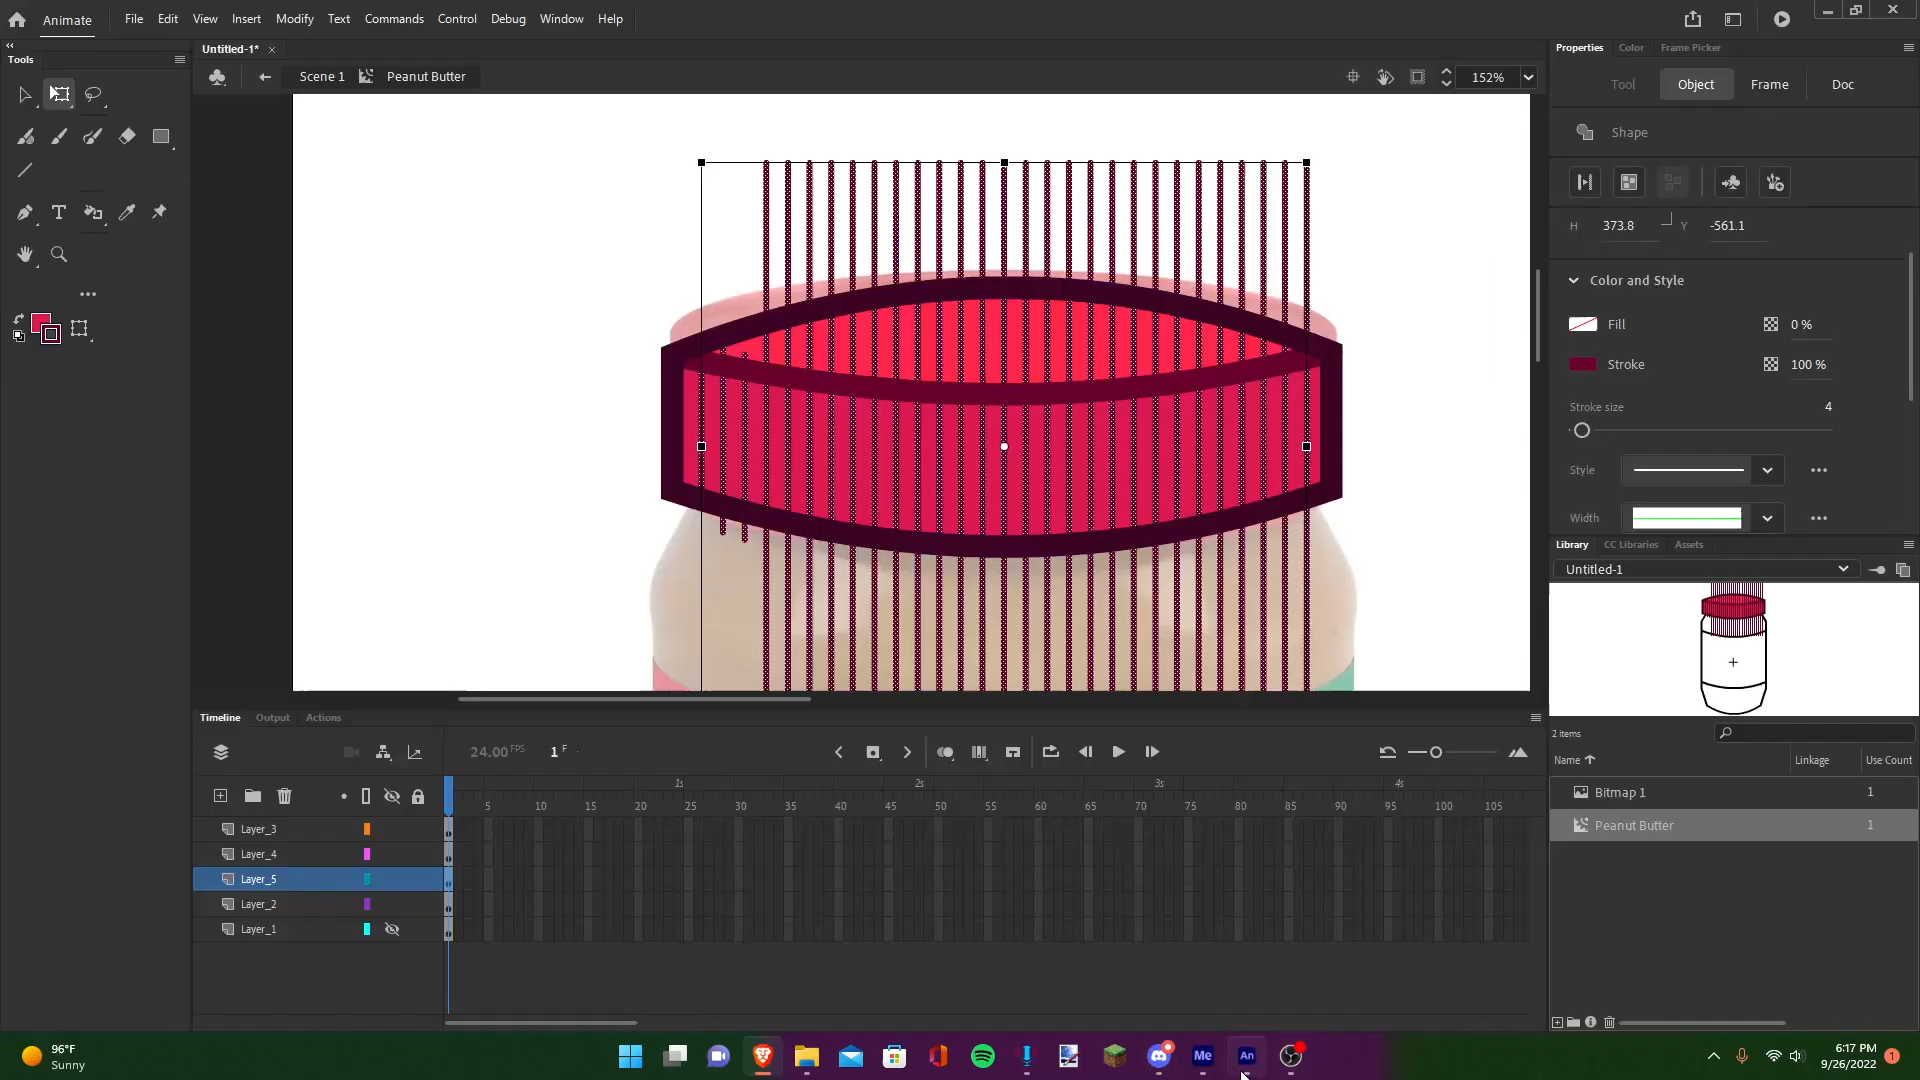 Animate
File Edit View Insert Modify Text Commands Control Debug Window Help
Tools
Untitled-1*
Scene 1 Peanut Butter
152%
Properties Color Frame Picker
Tool Object Frame Doc
Shape
H 373.8 Y -561.1
Color and Style
Fill 0 %
Stroke 100 %
Stroke size 4
Style
Width
Library CC Libraries Assets
Untitled-1
2 items
Name Linkage Use Count
Bitmap 1 1
Peanut Butter 1
Timeline Output Actions
24.00 FPS 1 F
1s 2s 3s 4s
5 10 15 20 25 30 35 40 45 50 55 60 65 70 75 80 85 90 95 100 105
Layer_3
Layer_4
Layer_5
Layer_2
Layer_1
96°F
Sunny
Me An
6:17 PM
9/26/2022
1